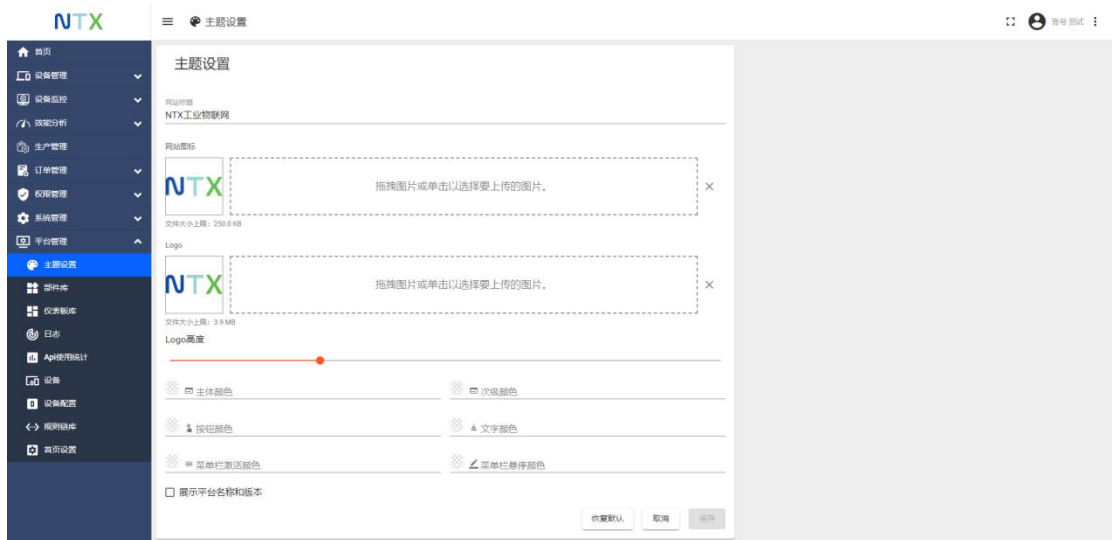 NTX
主题设置
账号 测试
首页
设备管理
设备监控
效能分析
生产管理
订单管理
权限管理
系统管理
平台管理
主题设置
部件库
仪表板库
日志
Api使用统计
设备
设备配置
规则链库
首页设置
主题设置
网站标题
NTX工业物联网
网站图标
NTX
拖拽图片或单击以选择要上传的图片。
文件大小上限：250.0 KB
Logo
NTX
拖拽图片或单击以选择要上传的图片。
文件大小上限：3.9 MB
Logo高度
主体颜色
次级颜色
按钮颜色
文字颜色
菜单栏激活颜色
菜单栏悬停颜色
展示平台名称和版本
恢复默认
取消
保存